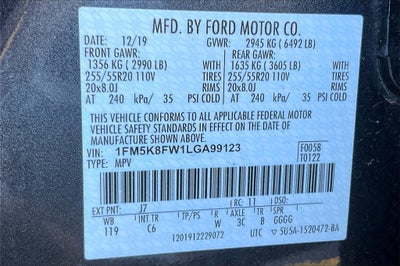 MFD. BY FORD MOTOR CO.
DATE: 12/19 GVWR: 2945 KG ( 6492 LB)
FRONT GAWR: REAR GAWR:
1356 KG ( 2990 LB) 1635 KG ( 3605 LB)
255/55R20 110V TIRES 255/55R20 110V TIRES
20x8.0J RIMS 20x8.0J RIMS
AT 240 kPa/ 35 PSI COLD AT 240 kPa/ 35 PSI COLD
THIS VEHICLE CONFORMS TO ALL APPLICABLE FEDERAL MOTOR
VEHICLE SAFETY STANDARDS IN EFFECT ON THE DATE OF
MANUFACTURE SHOWN ABOVE.
VIN: 1FM5K8FW1LGA99123 F0058
TYPE: MPV T0122
EXT PNT: J7 RC: 11
WB INT TR TP/PS R AXLE TR SPR
119 C6 W 3C B GGGG
1201912229072 UTC 5U5A-1520472-BA